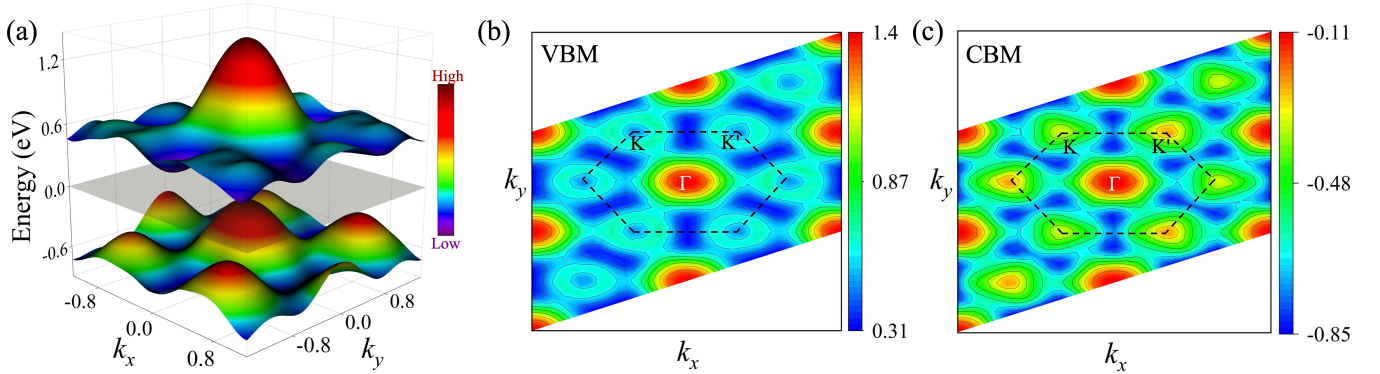 (a)
Energy (eV)
1.2
0.6
0.0
-0.6
High
Low
-0.8
0.0
0.8
kx
-0.8
0.0
0.8
ky
(b)
VBM
K
K'
Γ
ky
kx
1.4
0.87
0.31
(c)
CBM
K
K'
Γ
ky
kx
-0.11
-0.48
-0.85